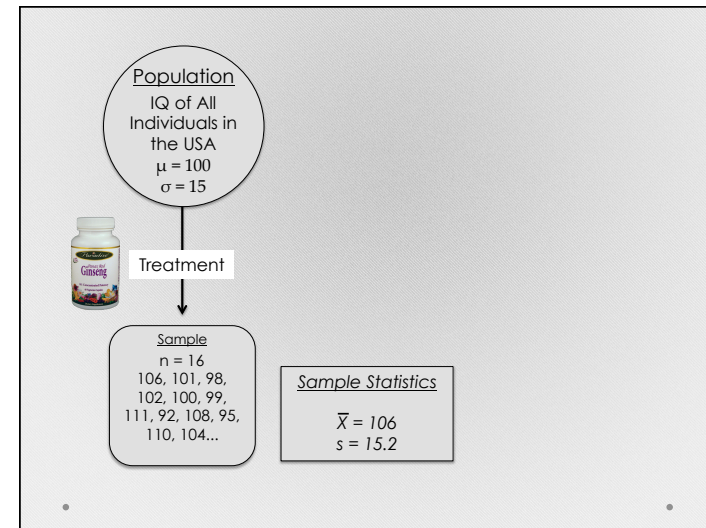 Population
IQ of All
Individuals in
the USA
μ = 100
σ = 15
Ginseng
Treatment
Sample
n = 16
106, 101, 98,
102, 100, 99,
111, 92, 108, 95,
110, 104...
Sample Statistics
X̅ = 106
s = 15.2